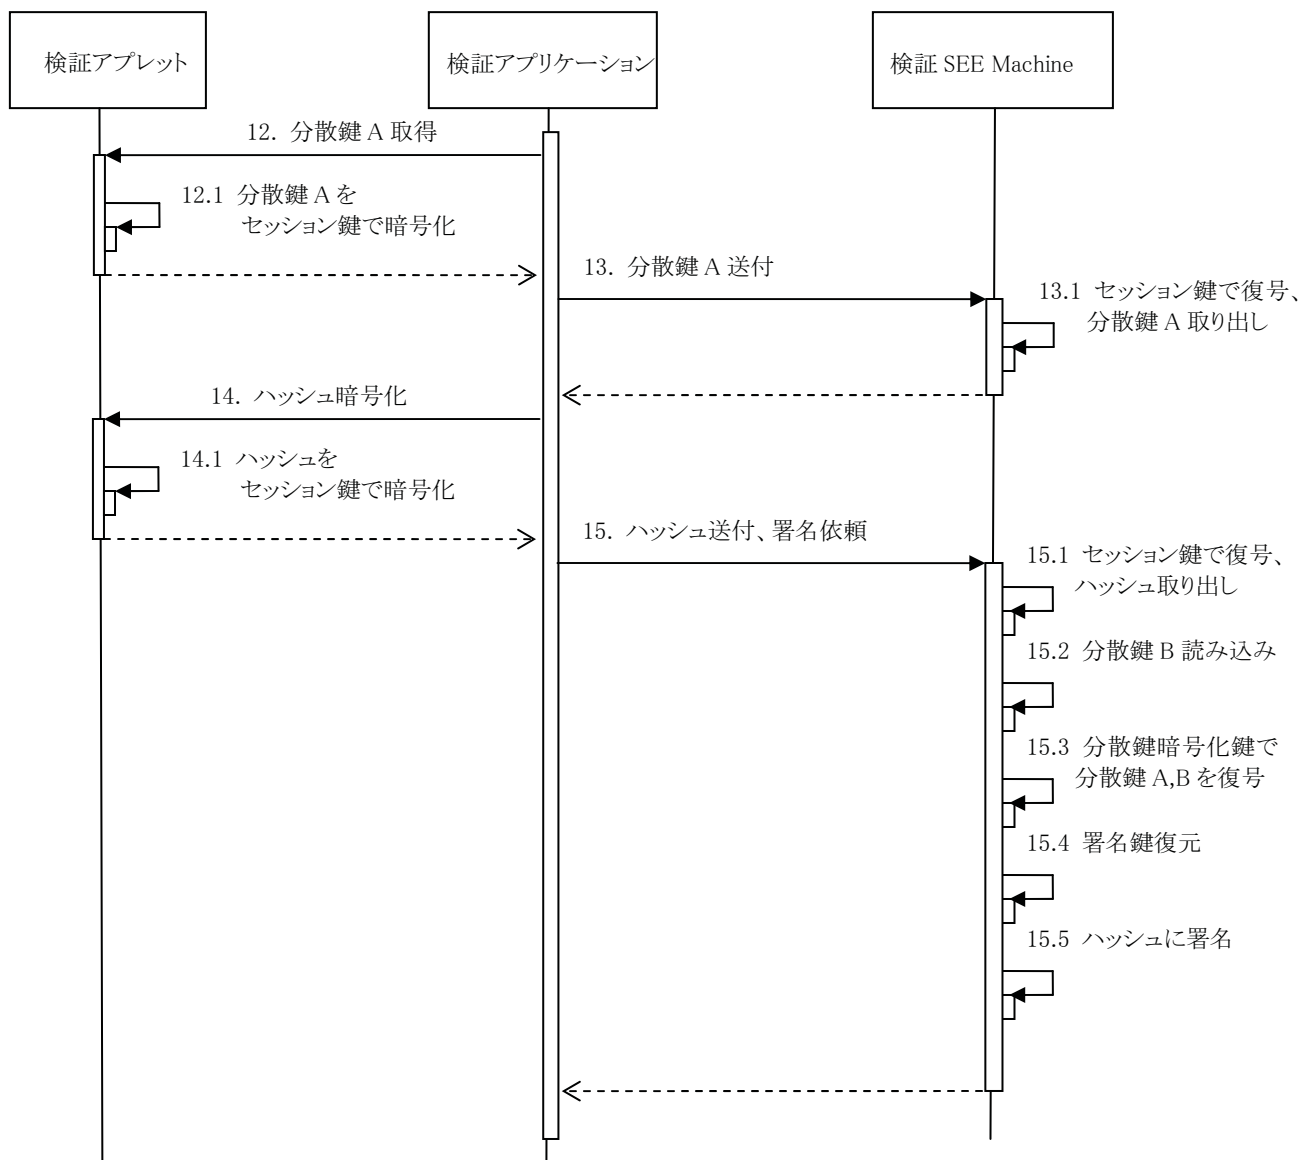 検証アプレット
検証アプリケーション
検証 SEE Machine
12. 分散鍵 A 取得
12.1 分散鍵 A を
セッション鍵で暗号化
13. 分散鍵 A 送付
13.1 セッション鍵で復号、
分散鍵 A 取り出し
14. ハッシュ暗号化
14.1 ハッシュを
セッション鍵で暗号化
15. ハッシュ送付、署名依頼
15.1 セッション鍵で復号、
ハッシュ取り出し
15.2 分散鍵 B 読み込み
15.3 分散鍵暗号化鍵で
分散鍵 A,B を復号
15.4 署名鍵復元
15.5 ハッシュに署名